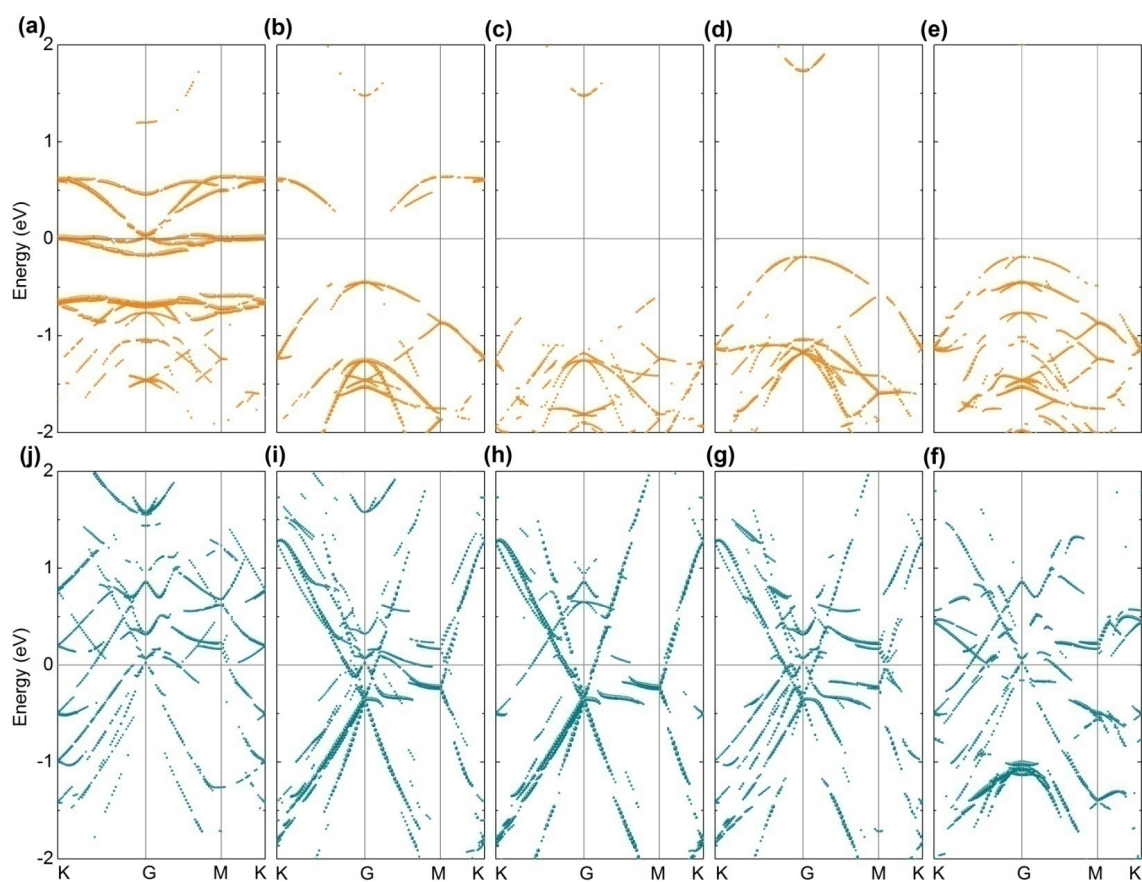 (a) (b) (c) (d) (e)
2
1
0
-1
-2
Energy (eV)
(j) (i) (h) (g) (f)
2
1
0
-1
-2
Energy (eV)
K G M K G M K G M K G M K G M K